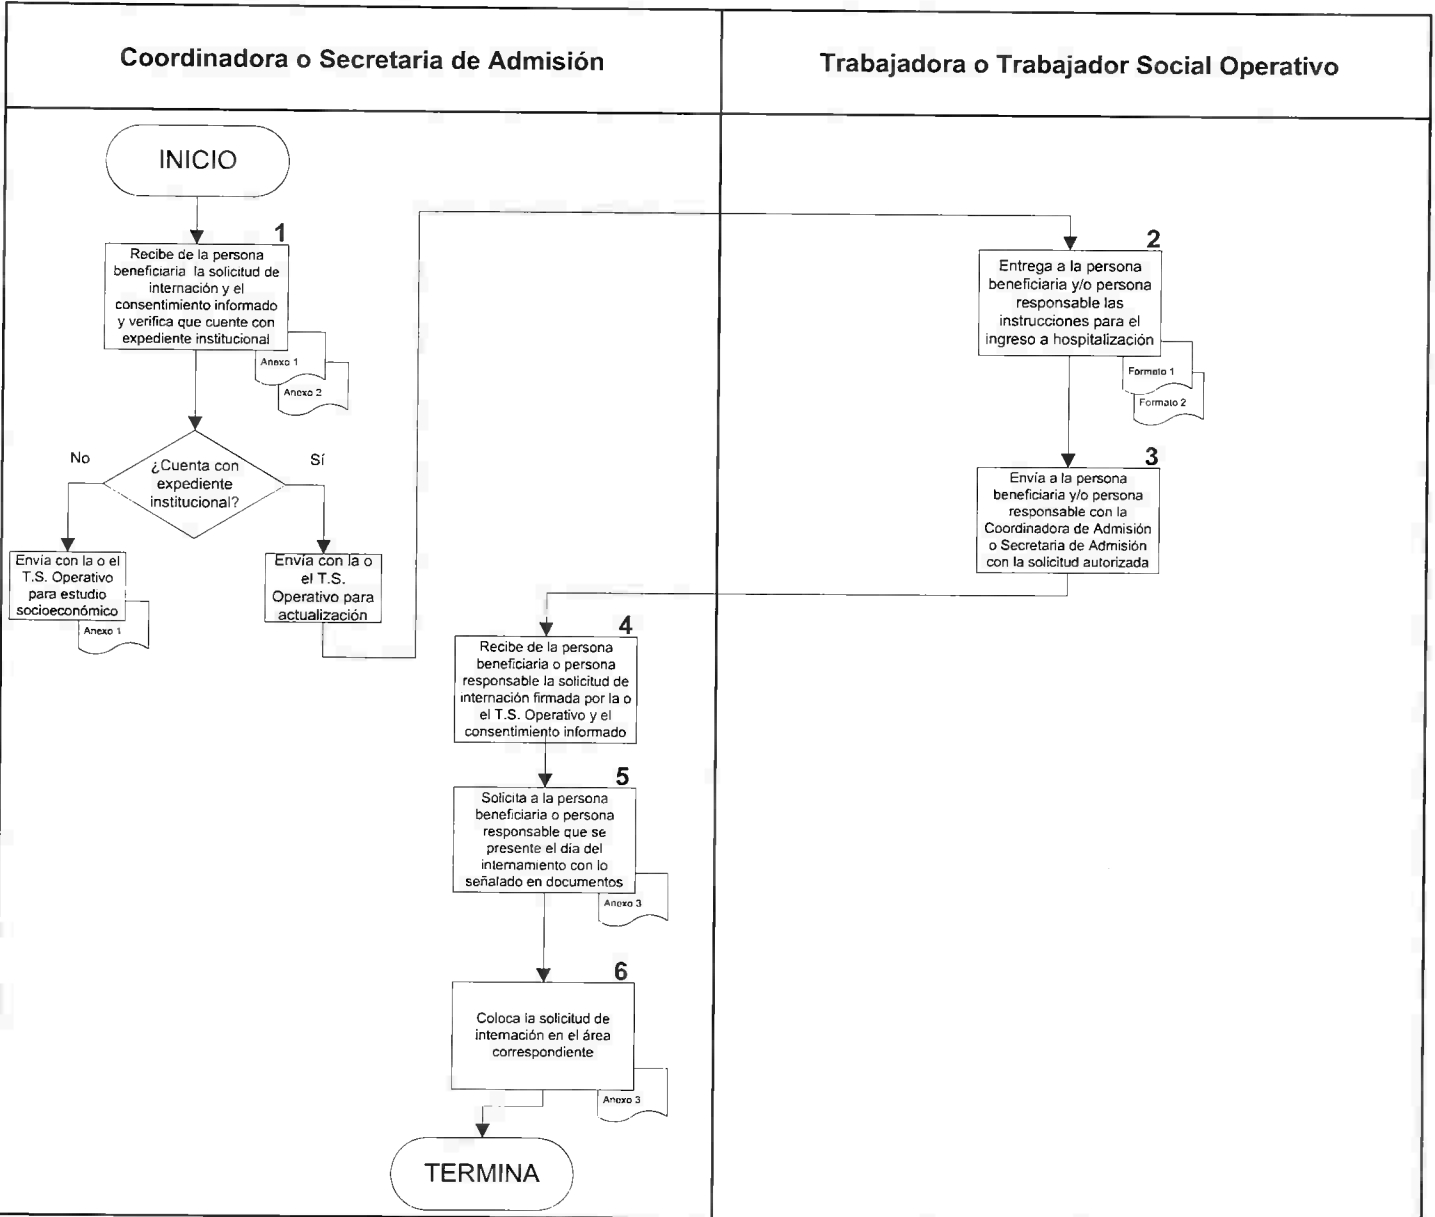 Coordinadora o Secretaria de Admisión
Trabajadora o Trabajador Social Operativo
INICIO
1
Recibe de la persona
beneficiaria la solicitud de
internación y el
consentimiento informado
y verifica que cuente con
expediente institucional
Anexo 1
Anexo 2
No
¿Cuenta con
expediente
institucional?
Sí
Envía con la o el
T.S. Operativo
para estudio
socioeconómico
Anexo 1
Envía con la o
el T.S.
Operativo para
actualización
2
Entrega a la persona
beneficiaria y/o persona
responsable las
instrucciones para el
ingreso a hospitalización
Formato 1
Formato 2
3
Envía a la persona
beneficiaria y/o persona
responsable con la
Coordinadora de Admisión
o Secretaria de Admisión
con la solicitud autorizada
4
Recibe de la persona
beneficiaria o persona
responsable la solicitud de
internación firmada por la o
el T.S. Operativo y el
consentimiento informado
5
Solicita a la persona
beneficiaria o persona
responsable que se
presente el día del
internamiento con lo
señalado en documentos
Anexo 3
6
Coloca la solicitud de
internación en el área
correspondiente
Anexo 3
TERMINA